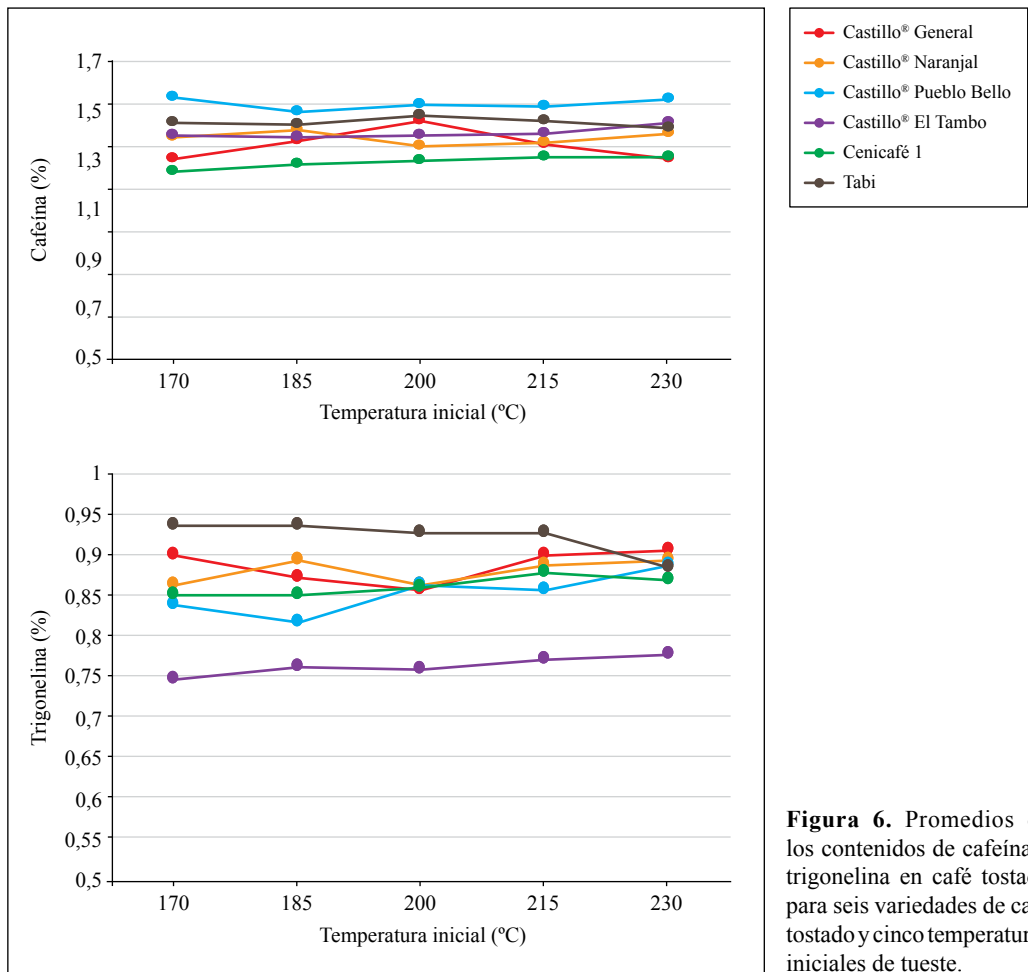 1,7
1,5
1,3
1,1
0,9
0,7
0,5
Cafeína (%)
170 185 200 215 230
Temperatura inicial (ºC)
1
0,95
0,9
0,85
0,8
0,75
0,7
0,65
0,6
0,55
0,5
Trigonelina (%)
170 185 200 215 230
Temperatura inicial (ºC)
Castillo® General
Castillo® Naranjal
Castillo® Pueblo Bello
Castillo® El Tambo
Cenicafé 1
Tabi
Figura 6. Promedios
los contenidos de cafeína
trigonelina en café
para seis variedades de
tostado y cinco
iniciales de tueste.